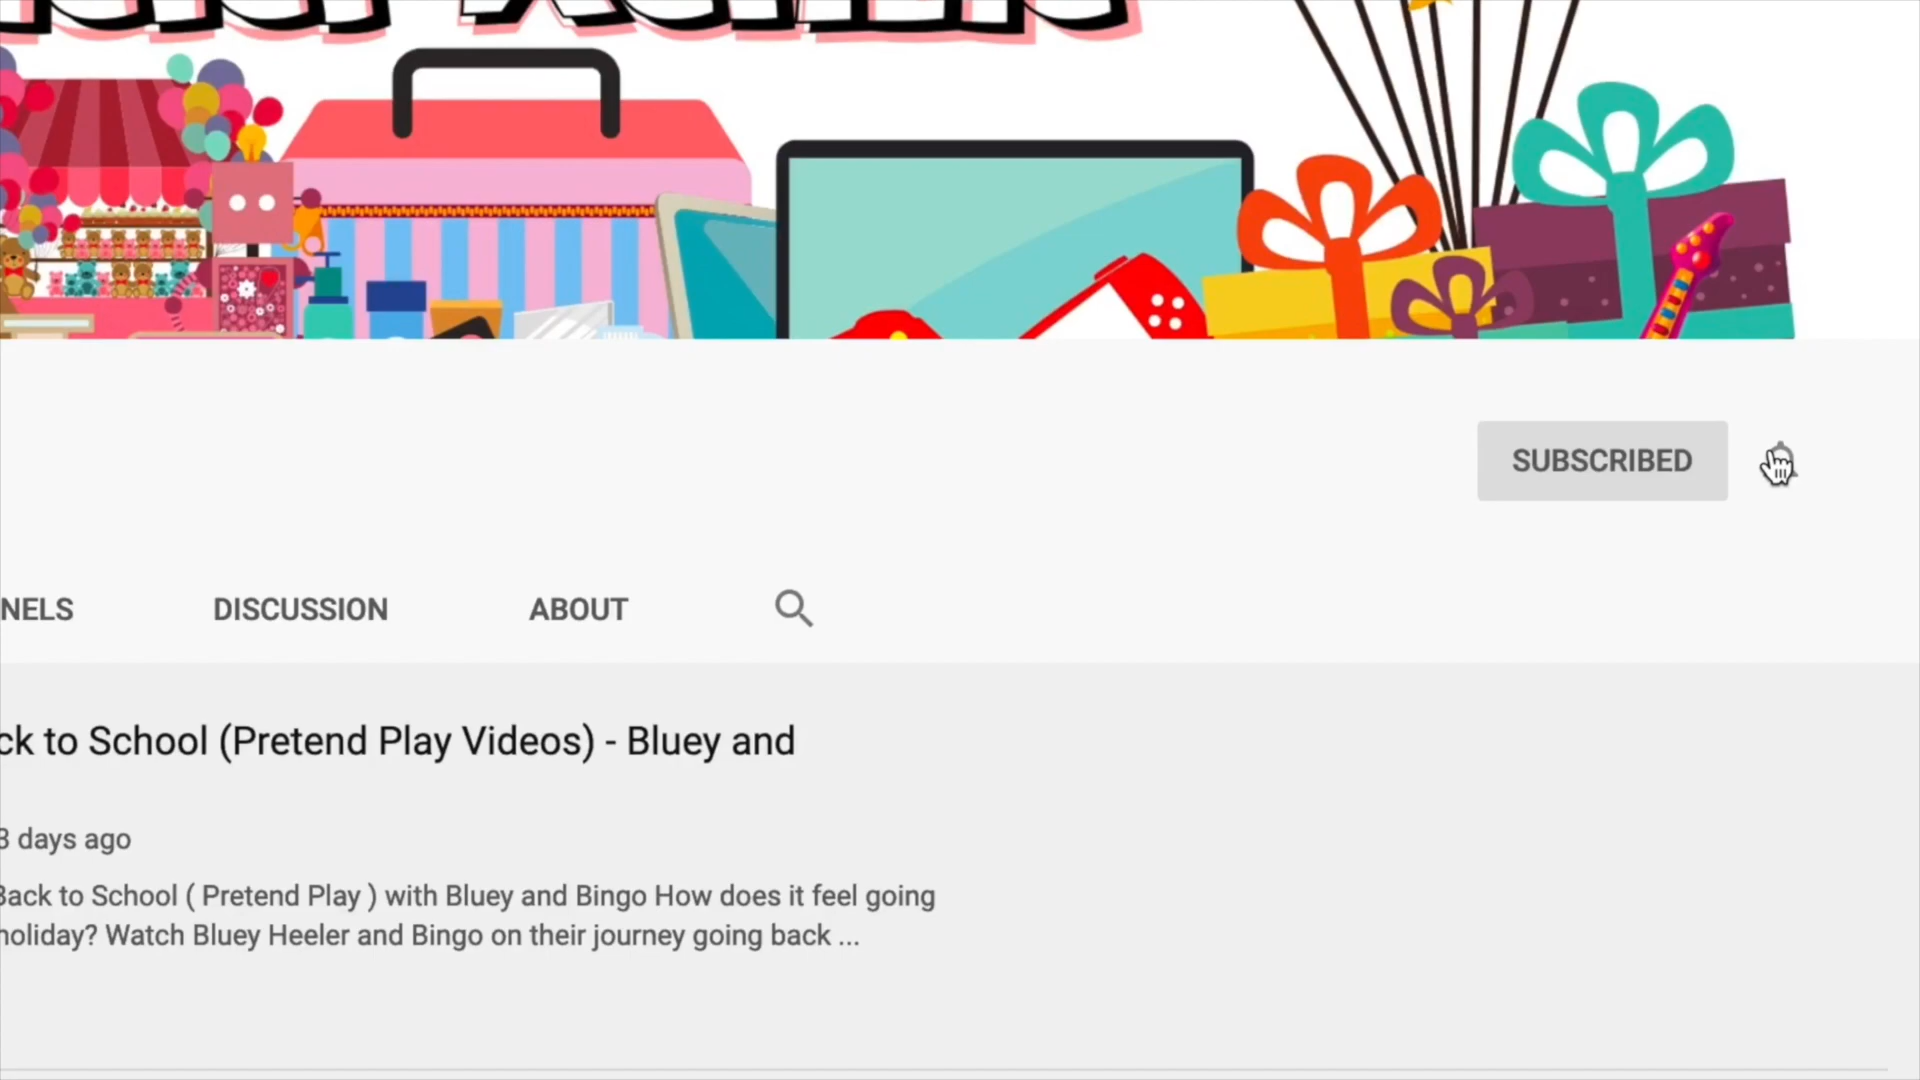 SUBSCRIBED
NELS DISCUSSION ABOUT
ck to School (Pretend Play Videos) - Bluey and
3 days ago
Back to School ( Pretend Play ) with Bluey and Bingo How does it feel going
holiday? Watch Bluey Heeler and Bingo on their journey going back ...